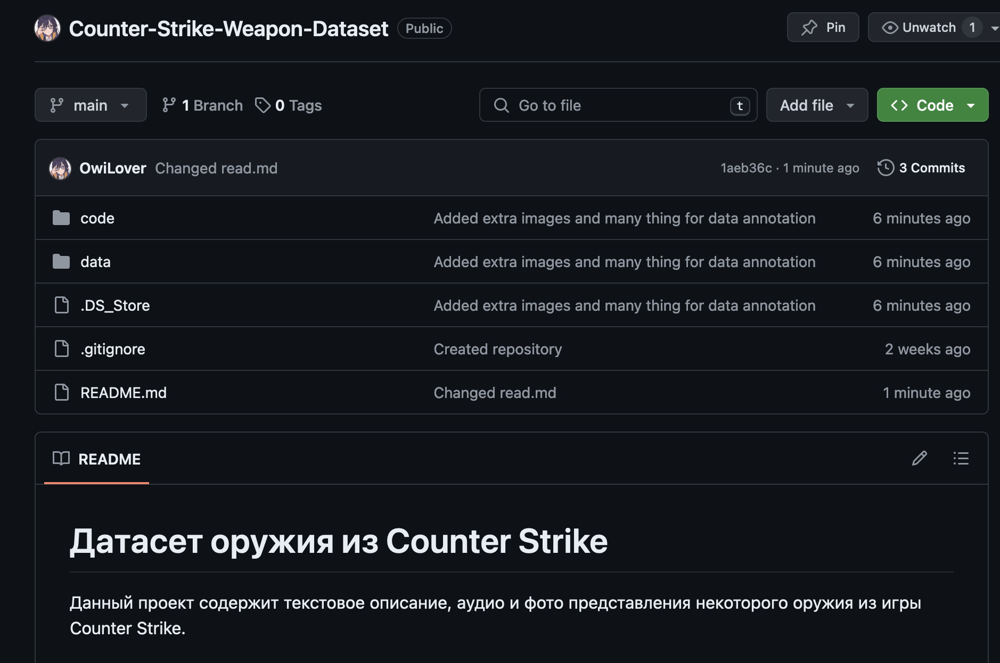 Counter-Strike-Weapon-Dataset Public Pin Unwatch 1
main 1 Branch 0 Tags Go to file t Add file Code
OwiLover Changed read.md 1aeb36c · 1 minute ago 3 Commits
code Added extra images and many thing for data annotation 6 minutes ago
data Added extra images and many thing for data annotation 6 minutes ago
.DS_Store Added extra images and many thing for data annotation 6 minutes ago
.gitignore Created repository 2 weeks ago
README.md Changed read.md 1 minute ago
README
Датасет оружия из Counter Strike
Данный проект содержит текстовое описание, аудио и фото представления некоторого оружия из игры
Counter Strike.